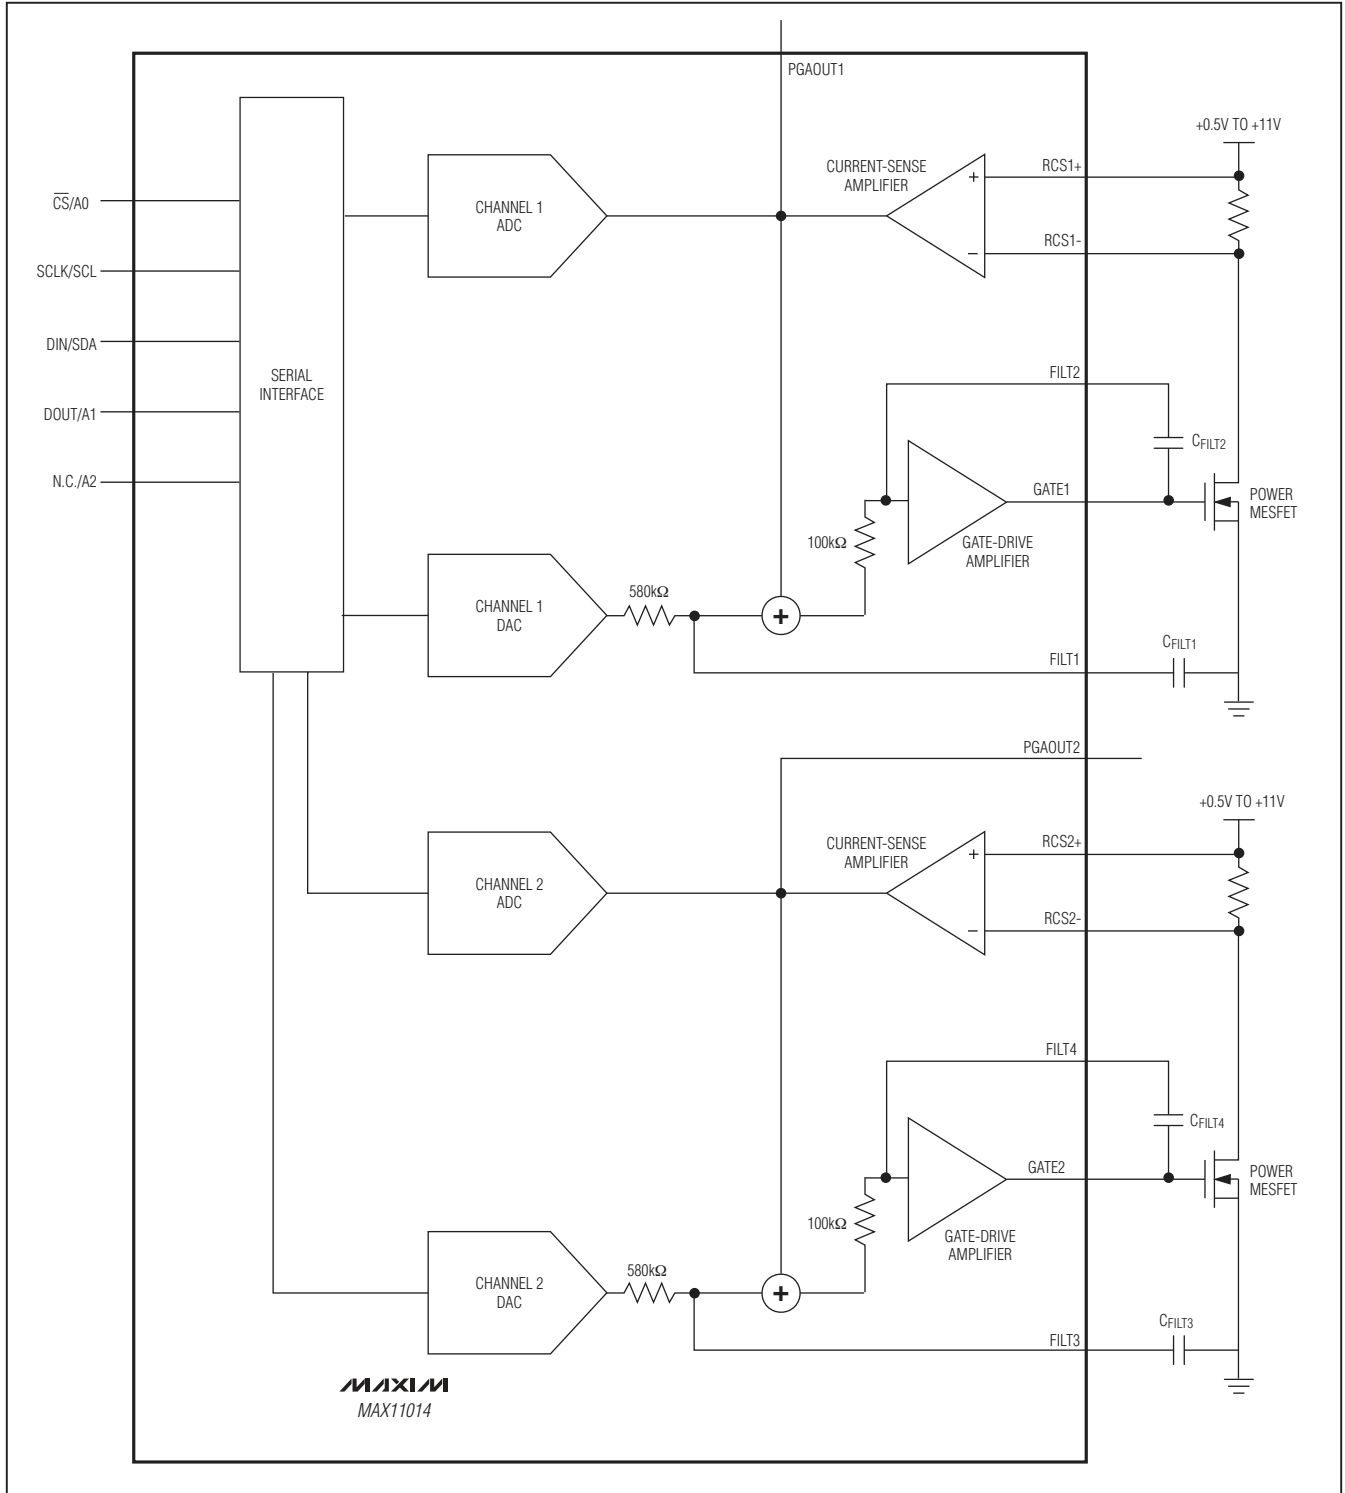 PGAOUT1
+0.5V TO +11V
CURRENT-SENSE
AMPLIFIER
+
−
RCS1+
RCS1-
CS/A0
SCLK/SCL
DIN/SDA
DOUT/A1
N.C./A2
SERIAL
INTERFACE
CHANNEL 1
ADC
FILT2
CFILT2
GATE1
POWER
MESFET
100kΩ
GATE-DRIVE
AMPLIFIER
CHANNEL 1
DAC
580kΩ
+
CFILT1
FILT1
PGAOUT2
+0.5V TO +11V
CURRENT-SENSE
AMPLIFIER
+
−
RCS2+
RCS2-
CHANNEL 2
ADC
FILT4
CFILT4
GATE2
POWER
MESFET
100kΩ
GATE-DRIVE
AMPLIFIER
CHANNEL 2
DAC
580kΩ
+
CFILT3
FILT3
MAXIM
MAX11014